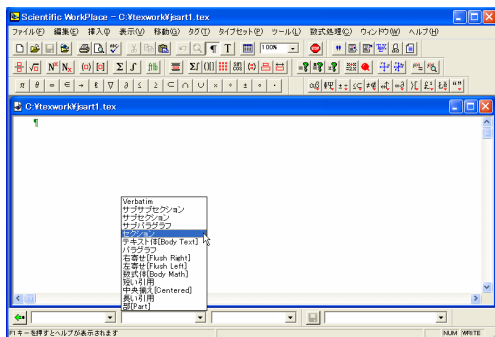 Scientific WorkPlace - C:¥texwork¥jsart1.tex
ファイル(F) 編集(E) 挿入(I) 表示(V) 移動(G) タグ(T) タイプセット(P) ツール(L) 数式処理(C) ウィンドウ(W) ヘルプ(H)
100%
C:¥texwork¥jsart1.tex
¶
Verbatim
サブサブセクション
サブセクション
サブパラグラフ
セクション
テキスト体[Body Text]
パラグラフ
右寄せ[Flush Right]
左寄せ[Flush Left]
数式体[Body Math]
短い引用
中央揃え[Centered]
長い引用
部[Part]
F1 キーを押すとヘルプが表示されます NUM WRITE